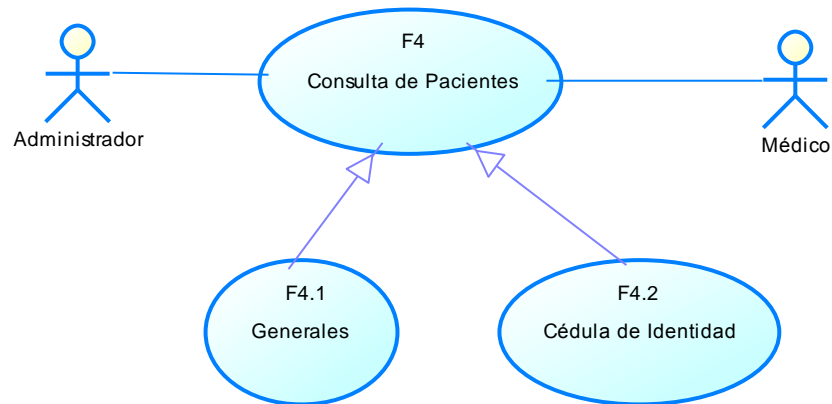 F4
Consulta de Pacientes
Administrador
Médico
F4.1
Generales
F4.2
Cédula de Identidad